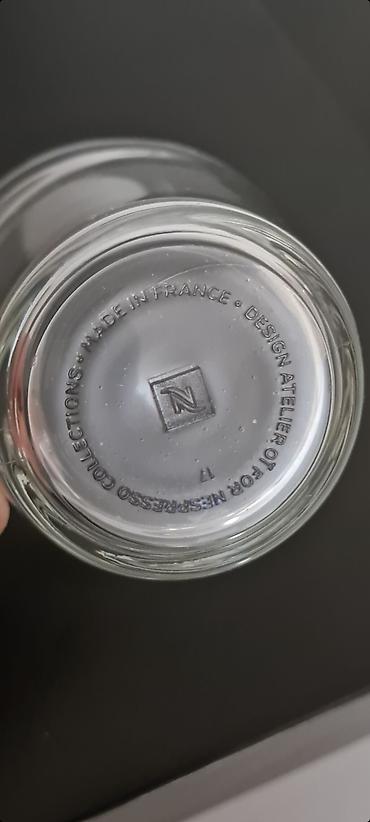 • MADE IN FRANCE • DESIGN ATELIER OÏ FOR NESPRESSO COLLECTIONS
N
17